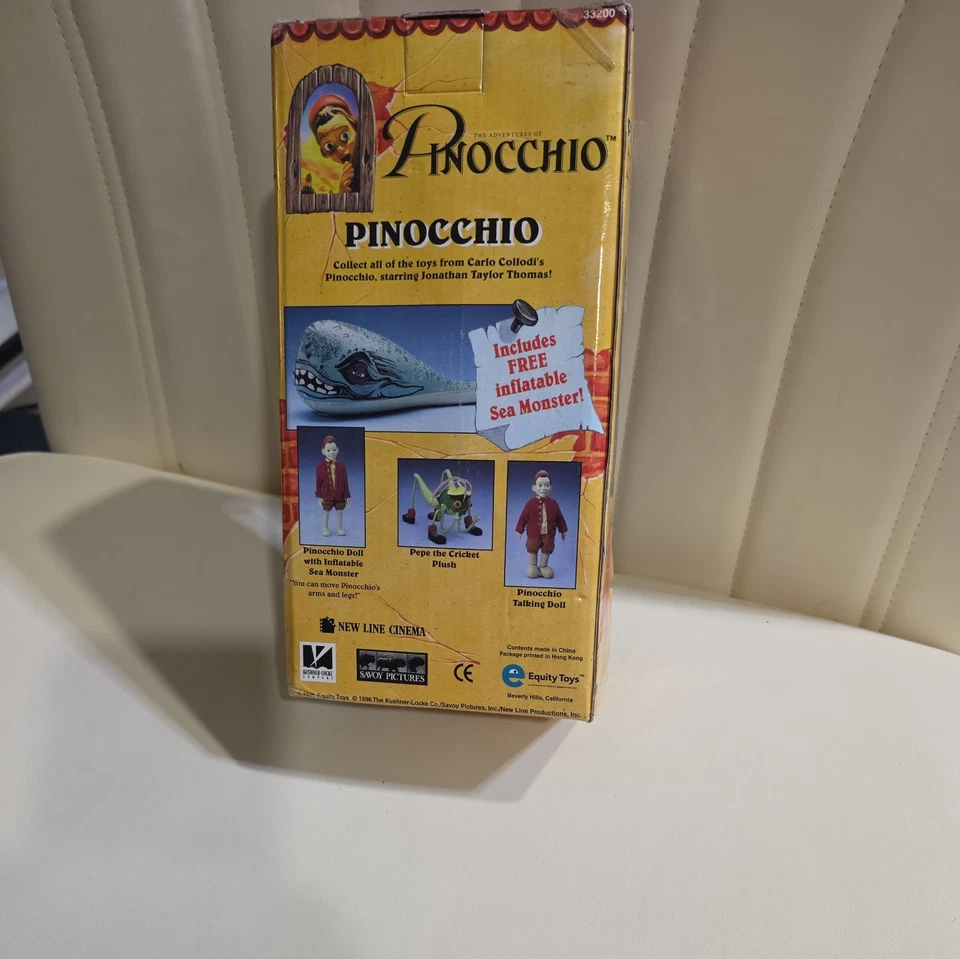 33200
THE ADVENTURES OF
PINOCCHIO™
PINOCCHIO
Collect all of the toys from Carlo Collodi's
Pinocchio, starring Jonathan Taylor Thomas!
Includes
FREE
inflatable
Sea Monster!
Pinocchio Doll
with Inflatable
Sea Monster
"You can move Pinocchio's
arms and legs!"
Pepe the Cricket
Plush
Pinocchio
Talking Doll
NEW LINE CINEMA
KUSHNER-LOCKE
COMPANY
SAVOY PICTURES
CE
Contents made in China
Package printed in Hong Kong
e Equity Toys™
Beverly Hills, California
Equity Toys © 1996 The Kushner-Locke Co./Savoy Pictures, Inc./New Line Productions, Inc.